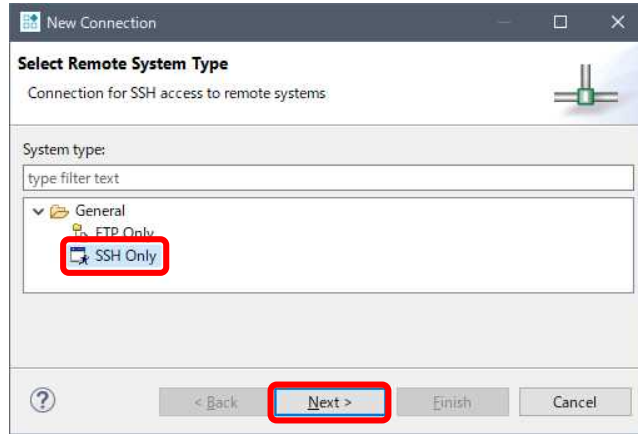 New Connection
Select Remote System Type
Connection for SSH access to remote systems
System type:
type filter text
General
FTP Only
SSH Only
?
< Back Next > Finish Cancel